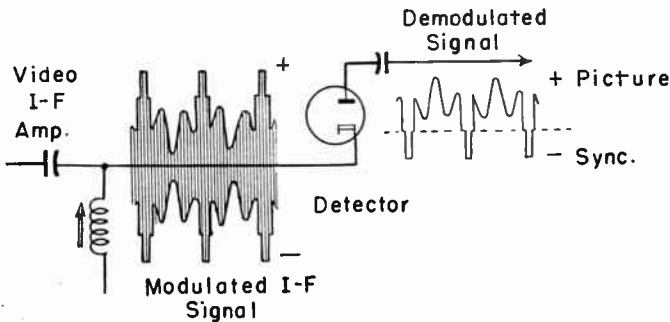 Demodulated
Signal
Video
I-F
Amp.
+
+ Picture
- Sync.
Detector
-
Modulated I-F
Signal